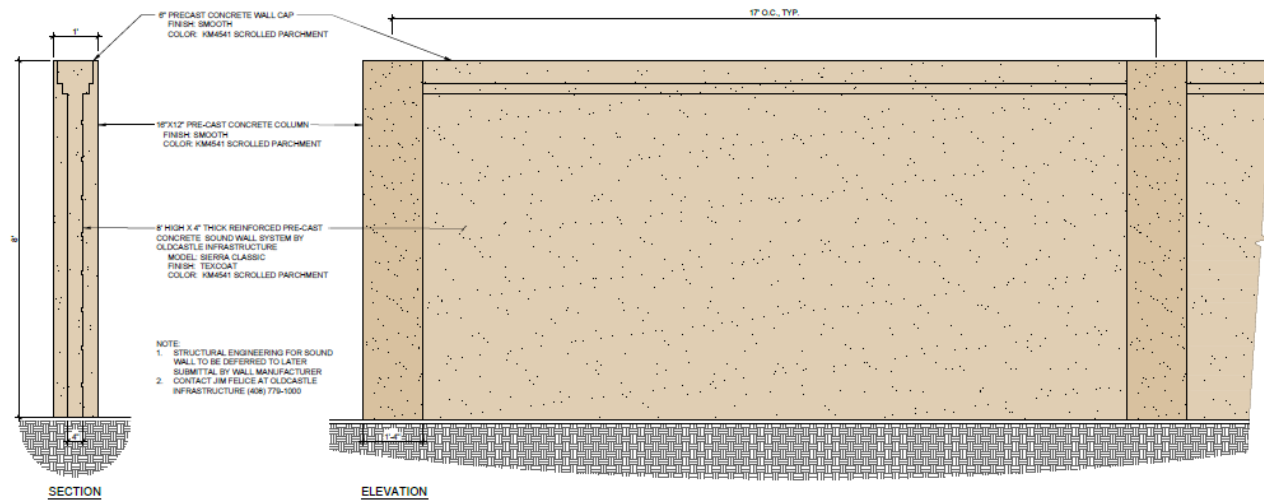 6" PRECAST CONCRETE WALL CAP
FINISH: SMOOTH
COLOR: KM4541 SCROLLED PARCHMENT
1'
17' O.C., TYP.
16"X12" PRE-CAST CONCRETE COLUMN
FINISH: SMOOTH
COLOR: KM4541 SCROLLED PARCHMENT
8'
8' HIGH X 4" THICK REINFORCED PRE-CAST
CONCRETE SOUND WALL SYSTEM BY
OLDCASTLE INFRASTRUCTURE
MODEL: SIERRA CLASSIC
FINISH: TEXCOAT
COLOR: KM4541 SCROLLED PARCHMENT
NOTE:
1. STRUCTURAL ENGINEERING FOR SOUND
WALL TO BE DEFERRED TO LATER
SUBMITTAL BY WALL MANUFACTURER
2. CONTACT JIM FELICE AT OLDCASTLE
INFRASTRUCTURE (408) 779-1000
4"
1'-4"
SECTION
ELEVATION